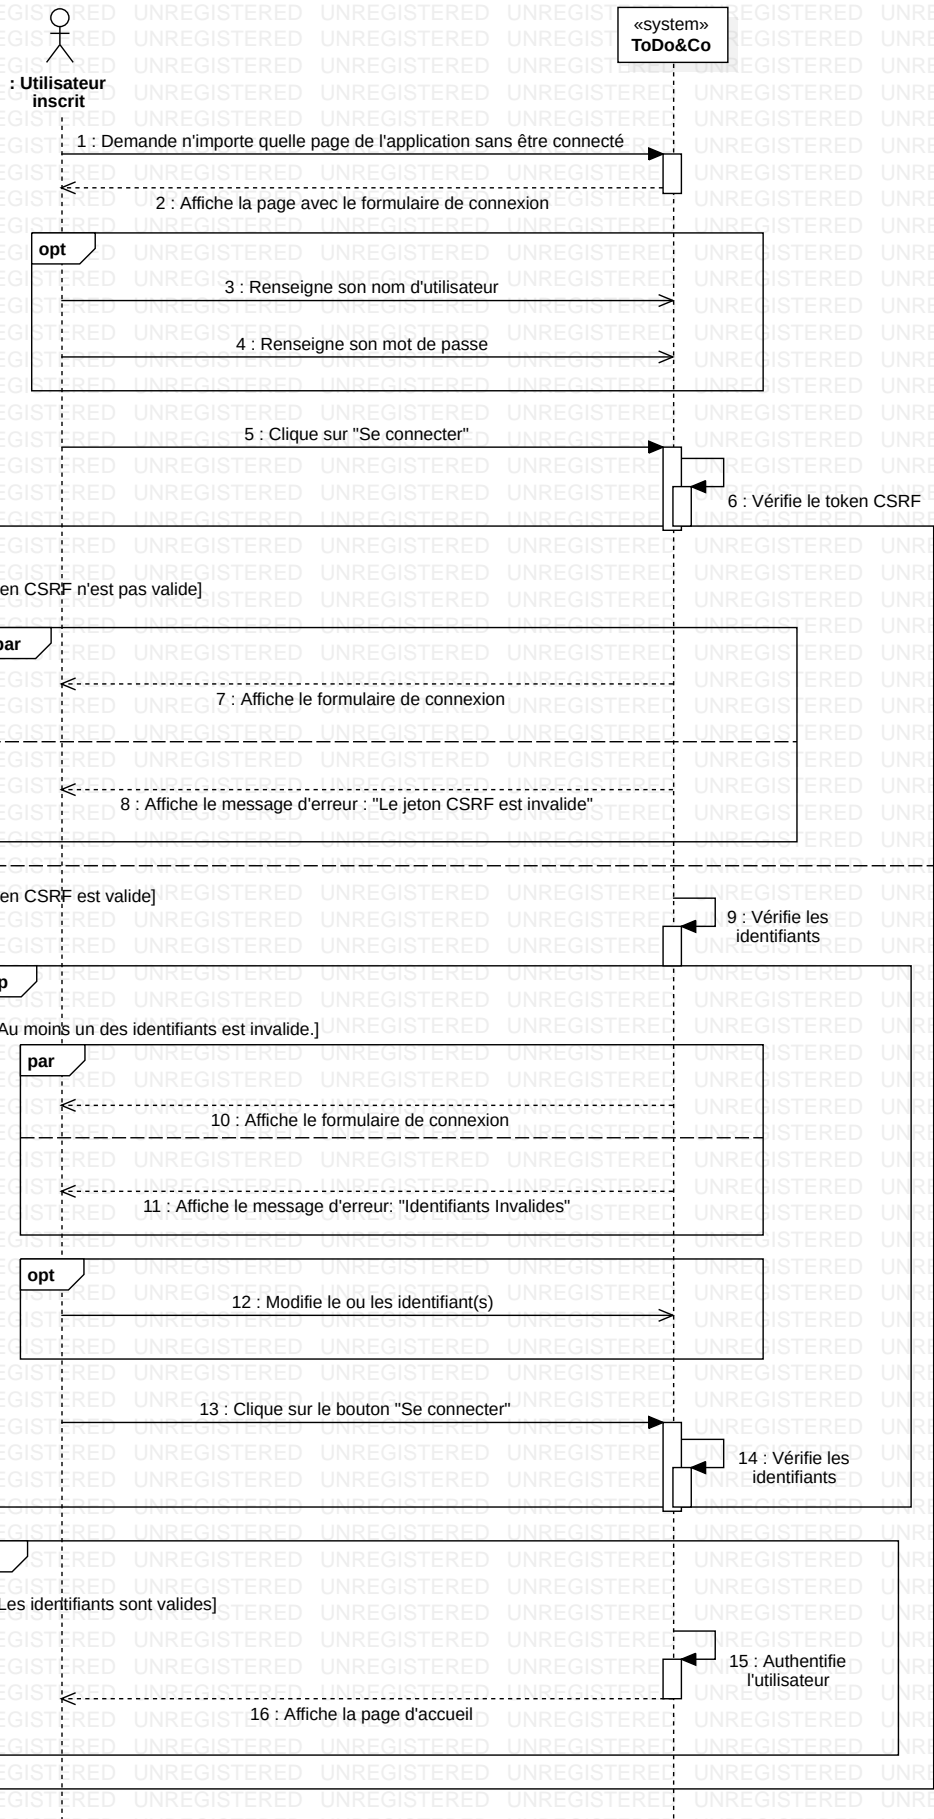 «system»
ToDo&Co
: Utilisateur
inscrit
1 : Demande n'importe quelle page de l'application sans être connecté
2 : Affiche la page avec le formulaire de connexion
opt
3 : Renseigne son nom d'utilisateur
4 : Renseigne son mot de passe
5 : Clique sur "Se connecter"
6 : Vérifie le token CSRF
en CSRF n'est pas valide]
par
7 : Affiche le formulaire de connexion
8 : Affiche le message d'erreur : "Le jeton CSRF est invalide"
en CSRF est valide]
9 : Vérifie les
identifiants
p
Au moins un des identifiants est invalide.]
par
10 : Affiche le formulaire de connexion
11 : Affiche le message d'erreur: "Identifiants Invalides"
opt
12 : Modifie le ou les identifiant(s)
13 : Clique sur le bouton "Se connecter"
14 : Vérifie les
identifiants
Les identifiants sont valides]
15 : Authentifie
l'utilisateur
16 : Affiche la page d'accueil